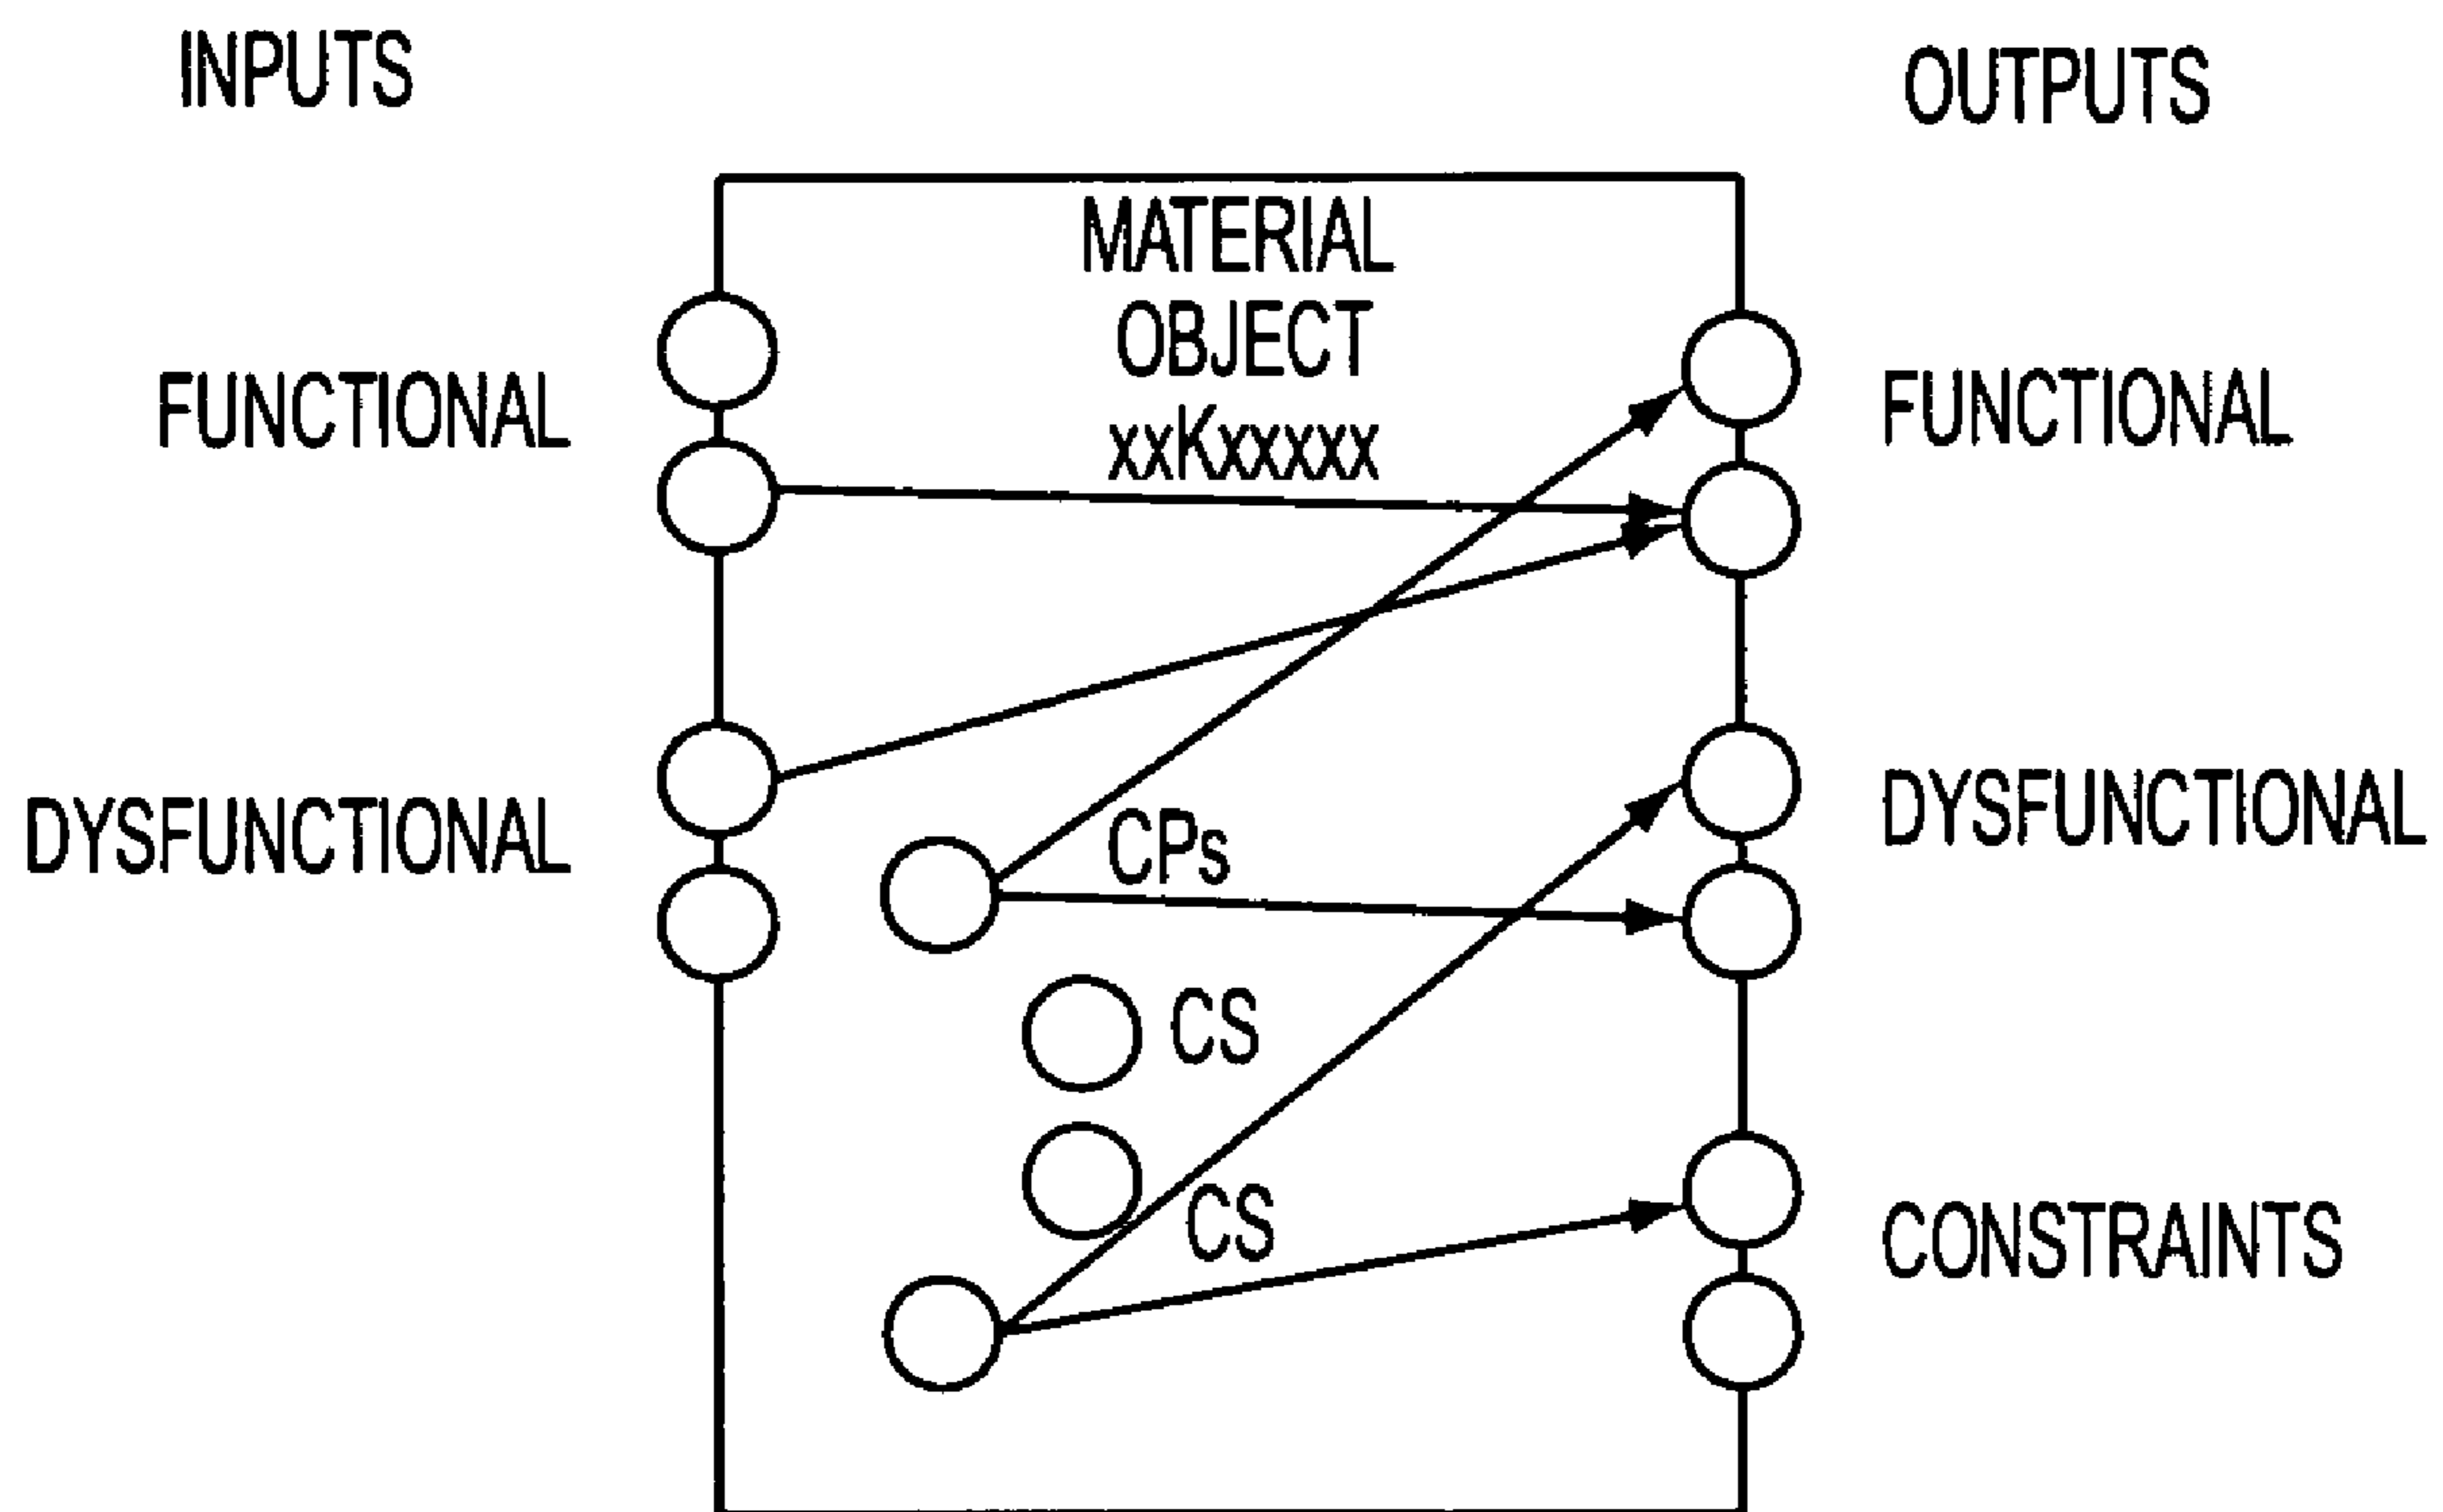 INPUTS
OUTPUTS
MATERIAL
OBJECT
xxKxxxxx
FUNCTIONAL
FUNCTIONAL
DYSFUNCTIONAL
CPs
DYSFUNCTIONAL
CS
CS
CONSTRAINTS